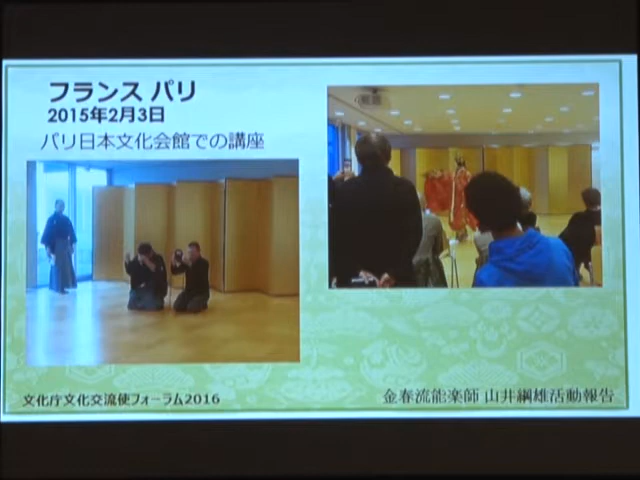 フランス パリ
2015年2月3日
パリ日本文化会館での講座
文化庁文化交流使フォーラム2016
金春流能楽師 山井綱雄活動報告